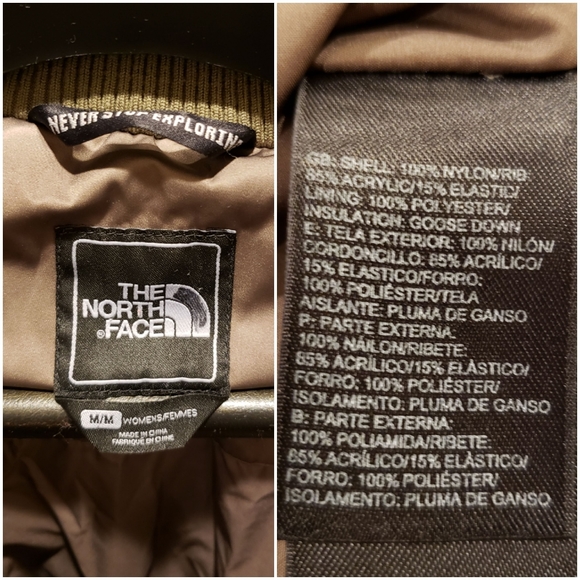 NEVER STOP EXPLORING
THE
NORTH
FACE
M/M WOMENS/FEMMES
MADE IN CHINA
FABRIQUÉ EN CHINE
GB: SHELL: 100% NYLON/RIB:
85% ACRYLIC/15% ELASTIC/
LINING: 100% POLYESTER/
INSULATION: GOOSE DOWN
E: TELA EXTERIOR: 100% NILÓN/
CORDONCILLO: 85% ACRÍLICO/
15% ELÁSTICO/FORRO:
100% POLIÉSTER/TELA
AISLANTE: PLUMA DE GANSO
P: PARTE EXTERNA:
100% NÁILON/RIBETE:
85% ACRÍLICO/15% ELÁSTICO/
FORRO: 100% POLIÉSTER/
ISOLAMENTO: PLUMA DE GANSO
B: PARTE EXTERNA:
100% POLIAMIDA/RIBETE:
85% ACRÍLICO/15% ELÁSTICO/
FORRO: 100% POLIÉSTER/
ISOLAMENTO: PLUMA DE GANSO